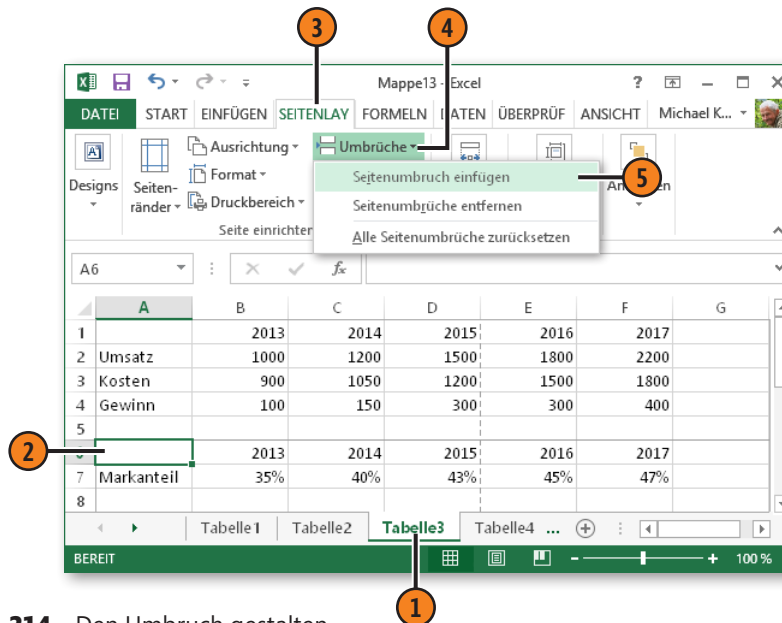 3 4
Mappe13 - Excel ?
DATEI START EINFÜGEN SEITENLAY FORMELN DATEN ÜBERPRÜF ANSICHT Michael K...
Ausrichtung Umbrüche
Designs Seiten-ränder Format Seitenumbruch einfügen 5
Druckbereich Seitenumbrüche entfernen
Seite einrichten Alle Seitenumbrüche zurücksetzen
A6 fx
A B C D E F G
1 2013 2014 2015 2016 2017
2 Umsatz 1000 1200 1500 1800 2200
3 Kosten 900 1050 1200 1500 1800
4 Gewinn 100 150 300 300 400
5
2 6 2013 2014 2015 2016 2017
7 Markanteil 35% 40% 43% 45% 47%
8
Tabelle1 Tabelle2 Tabelle3 Tabelle4 ...
BEREIT 100 %
1
214 Den Umbruch gestalten